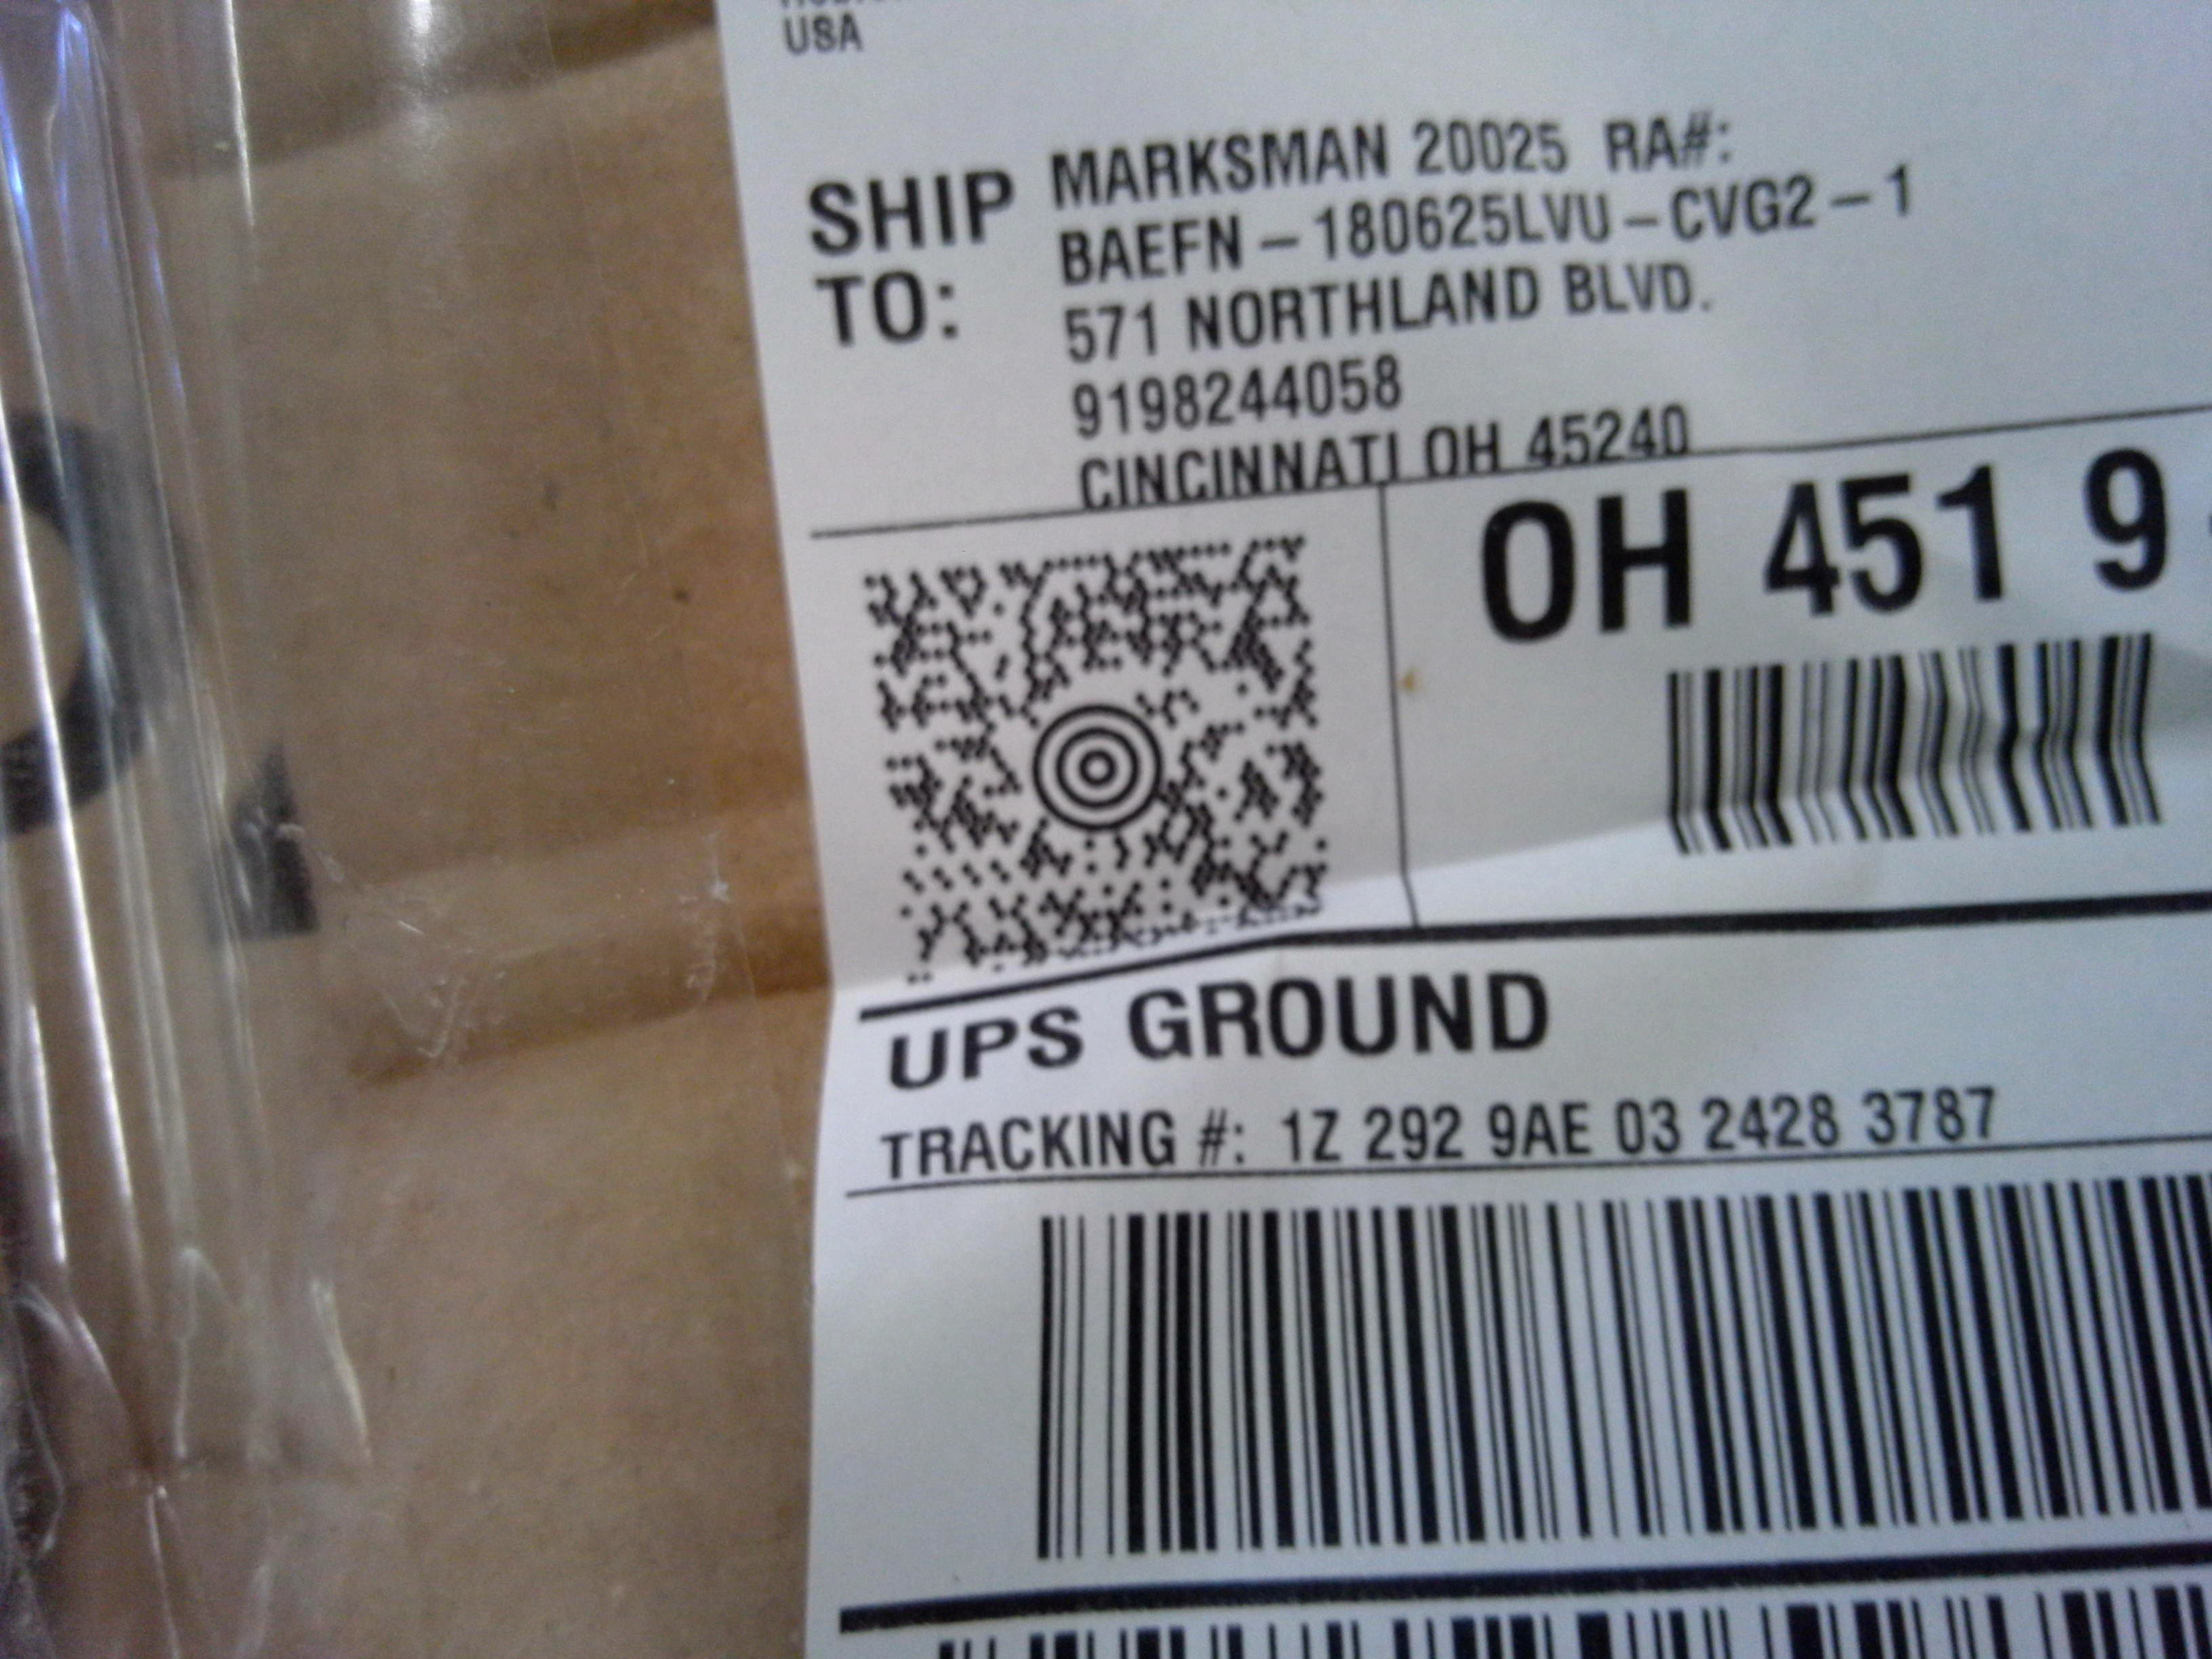 USA
SHIP TO:
MARKSMAN 20025 RA#:
BAEFN-180625LVU-CVG2-1
571 NORTHLAND BLVD.
9198244058
CINCINNATI OH 45240
OH 451 9
UPS GROUND
TRACKING #: 1Z 292 9AE 03 2428 3787